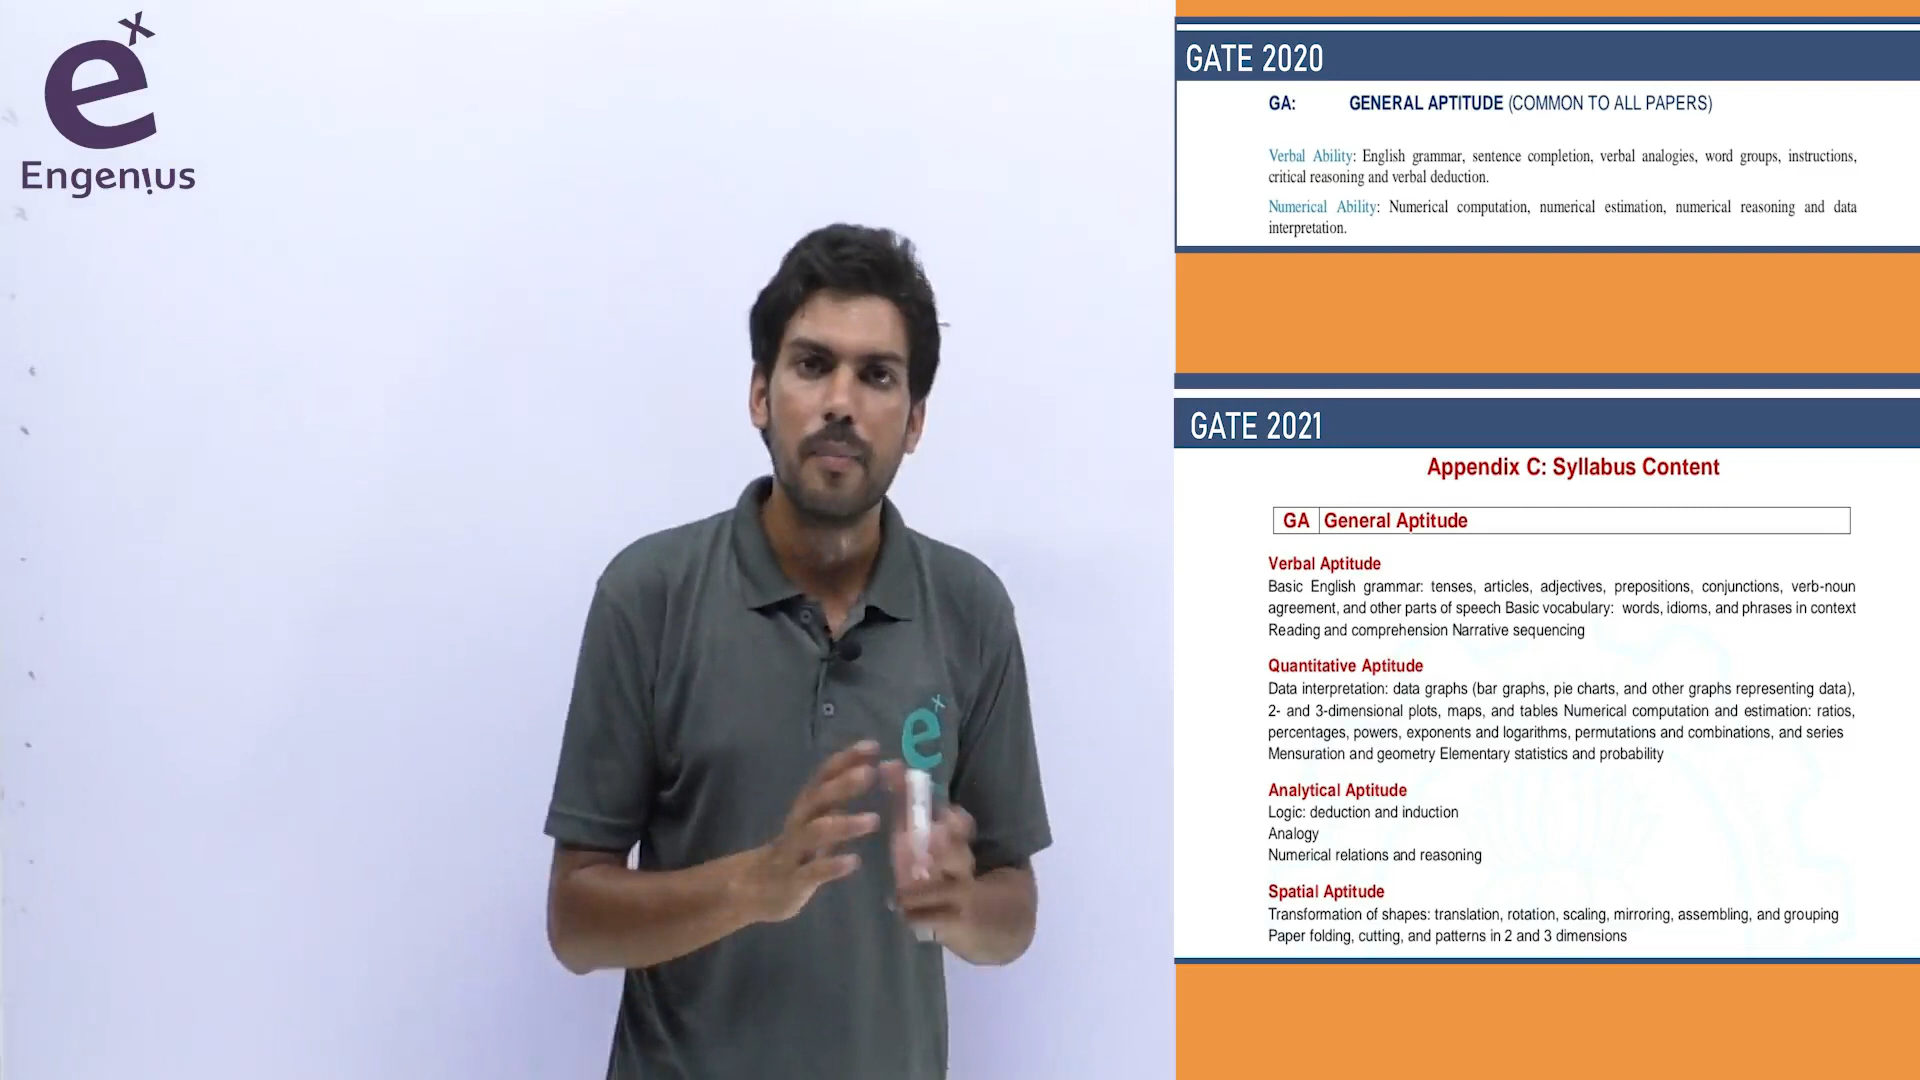 ex
Engenius
GATE 2020
GA: GENERAL APTITUDE (COMMON TO ALL PAPERS)
Verbal Ability: English grammar, sentence completion, verbal analogies, word groups, instructions,
critical reasoning and verbal deduction.
Numerical Ability: Numerical computation, numerical estimation, numerical reasoning and data
interpretation.
GATE 2021
Appendix C: Syllabus Content
GA General Aptitude
Verbal Aptitude
Basic English grammar: tenses, articles, adjectives, prepositions, conjunctions, verb-noun
agreement, and other parts of speech Basic vocabulary: words, idioms, and phrases in context
Reading and comprehension Narrative sequencing
Quantitative Aptitude
Data interpretation: data graphs (bar graphs, pie charts, and other graphs representing data),
2- and 3-dimensional plots, maps, and tables Numerical computation and estimation: ratios,
percentages, powers, exponents and logarithms, permutations and combinations, and series
Mensuration and geometry Elementary statistics and probability
Analytical Aptitude
Logic: deduction and induction
Analogy
Numerical relations and reasoning
Spatial Aptitude
Transformation of shapes: translation, rotation, scaling, mirroring, assembling, and grouping
Paper folding, cutting, and patterns in 2 and 3 dimensions
ex